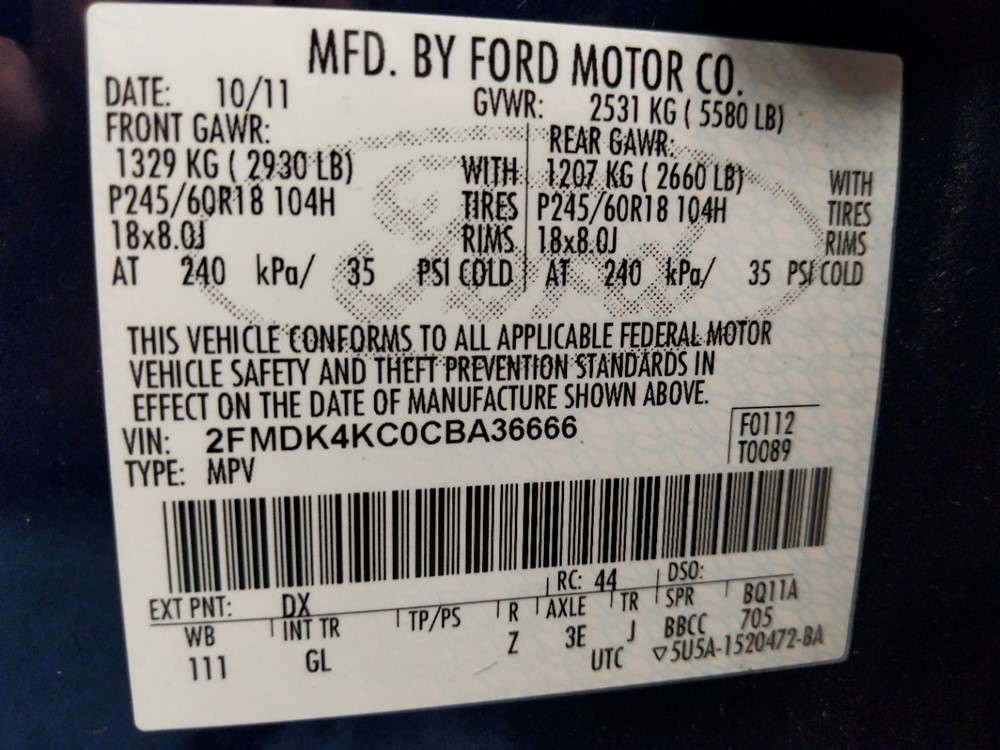 MFD. BY FORD MOTOR CO.
DATE: 10/11 GVWR: 2531 KG ( 5580 LB)
FRONT GAWR: REAR GAWR:
1329 KG ( 2930 LB) WITH 1207 KG ( 2660 LB) WITH
P245/60R18 104H TIRES P245/60R18 104H TIRES
18x8.0J RIMS 18x8.0J RIMS
AT 240 kPa/ 35 PSI COLD AT 240 kPa/ 35 PSI COLD
THIS VEHICLE CONFORMS TO ALL APPLICABLE FEDERAL MOTOR
VEHICLE SAFETY AND THEFT PREVENTION STANDARDS IN
EFFECT ON THE DATE OF MANUFACTURE SHOWN ABOVE.
VIN: 2FMDK4KC0CBA36666 F0112
TYPE: MPV T0089
EXT PNT: DX RC: 44 DSO:
WB INT TR TP/PS R AXLE TR SPR BQ11A
111 GL Z 3E J BBCC 705
UTC ▽5U5A-1520472-BA
Ford